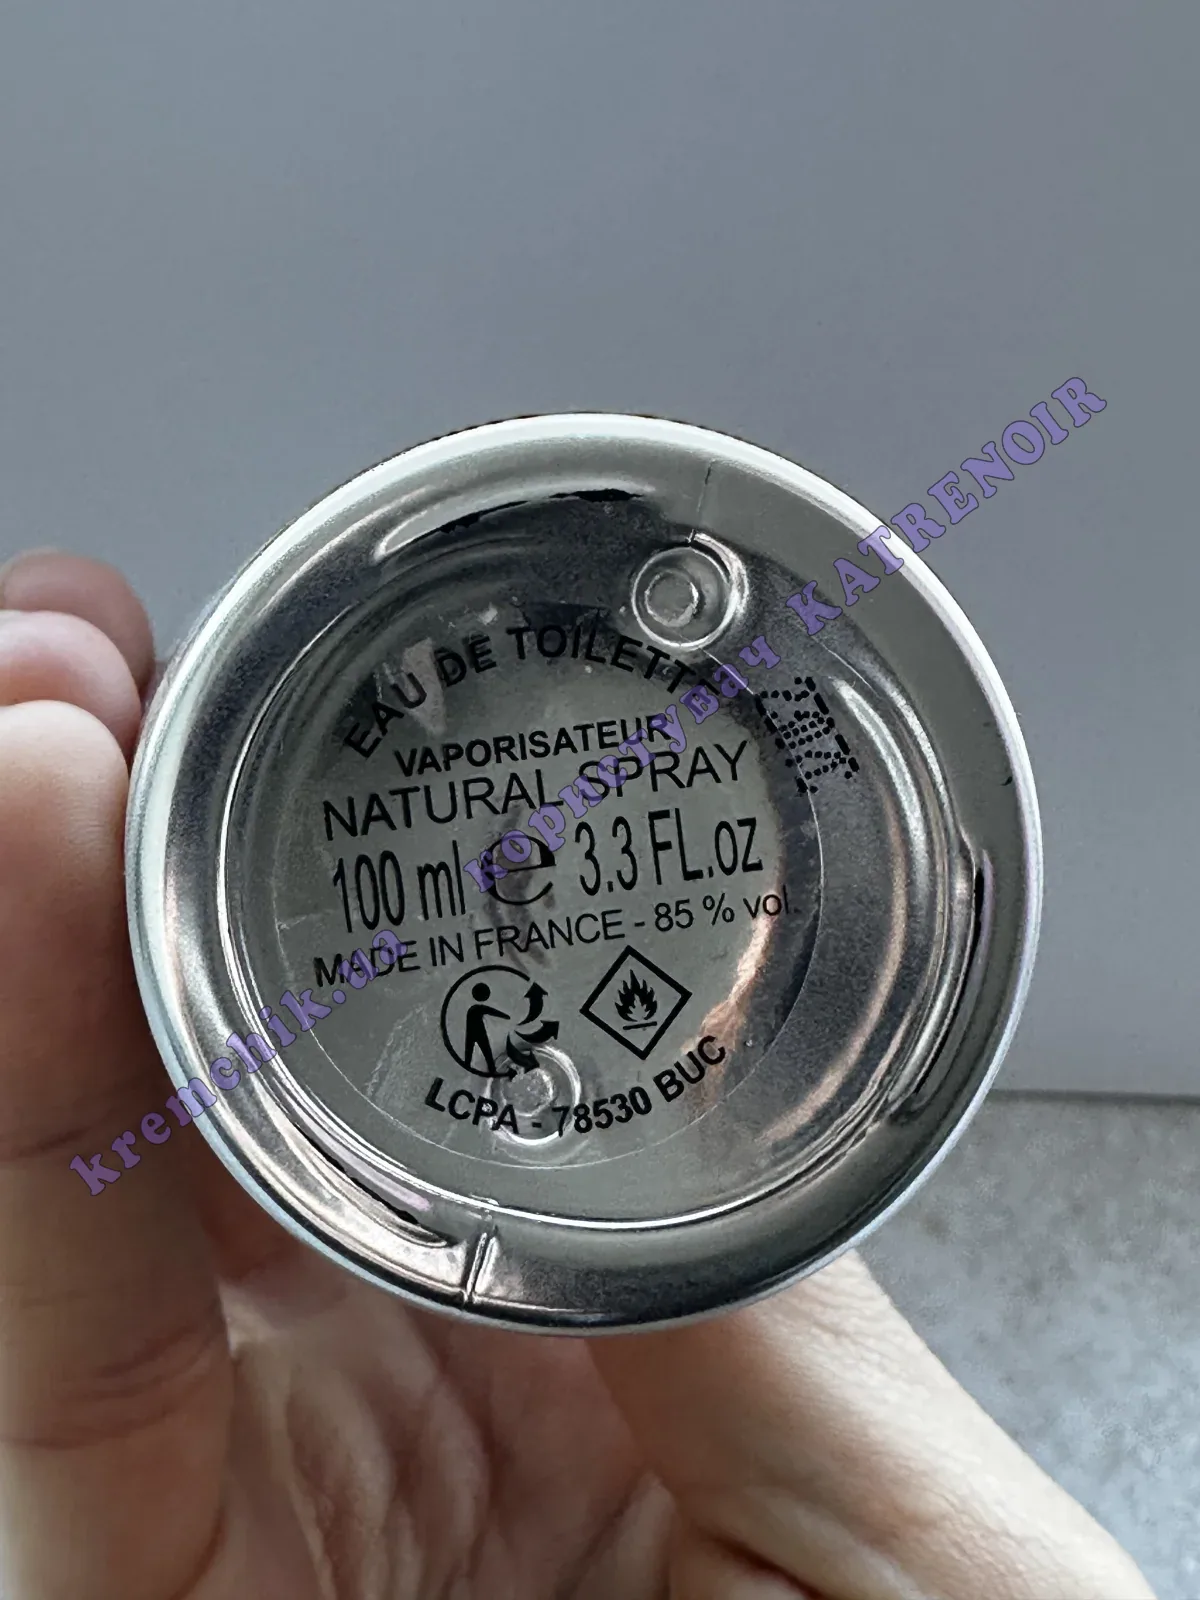 EAU DE TOILETTE
VAPORISATEUR
NATURAL SPRAY
100 ml e 3.3 FL.oz
MADE IN FRANCE - 85 % vol.
LCPA - 78530 BUC
kremchik.ua користувач KATRENOIR